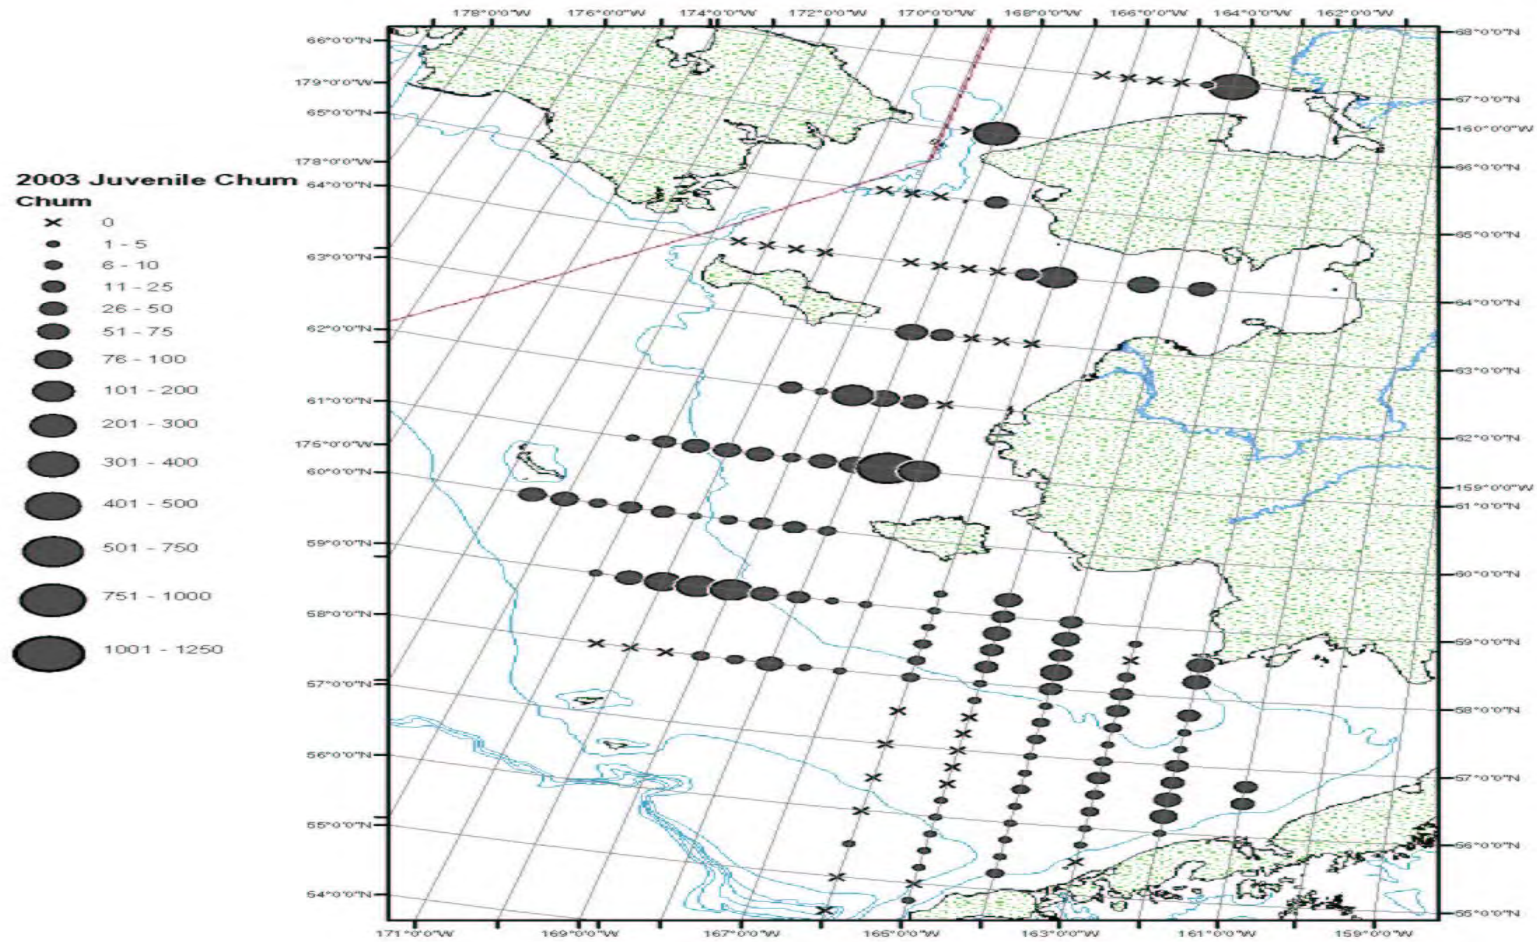 178°0'0"W 176°0'0"W 174°0'0"W 172°0'0"W 170°0'0"W 168°0'0"W 166°0'0"W 164°0'0"W 162°0'0"W
66°0'0"N
179°0'0"W
65°0'0"N
178°0'0"W
64°0'0"N
63°0'0"N
62°0'0"N
61°0'0"N
175°0'0"W
60°0'0"N
59°0'0"N
58°0'0"N
57°0'0"N
56°0'0"N
55°0'0"N
54°0'0"N
2003 Juvenile Chum
Chum
0
1 - 5
6 - 10
11 - 25
26 - 50
51 - 75
76 - 100
101 - 200
201 - 300
301 - 400
401 - 500
501 - 750
751 - 1000
1001 - 1250
68°0'0"N
67°0'0"N
160°0'0"W
66°0'0"N
65°0'0"N
64°0'0"N
63°0'0"N
62°0'0"N
159°0'0"W
61°0'0"N
60°0'0"N
59°0'0"N
58°0'0"N
57°0'0"N
56°0'0"N
55°0'0"N
171°0'0"W 169°0'0"W 167°0'0"W 165°0'0"W 163°0'0"W 161°0'0"W 159°0'0"W